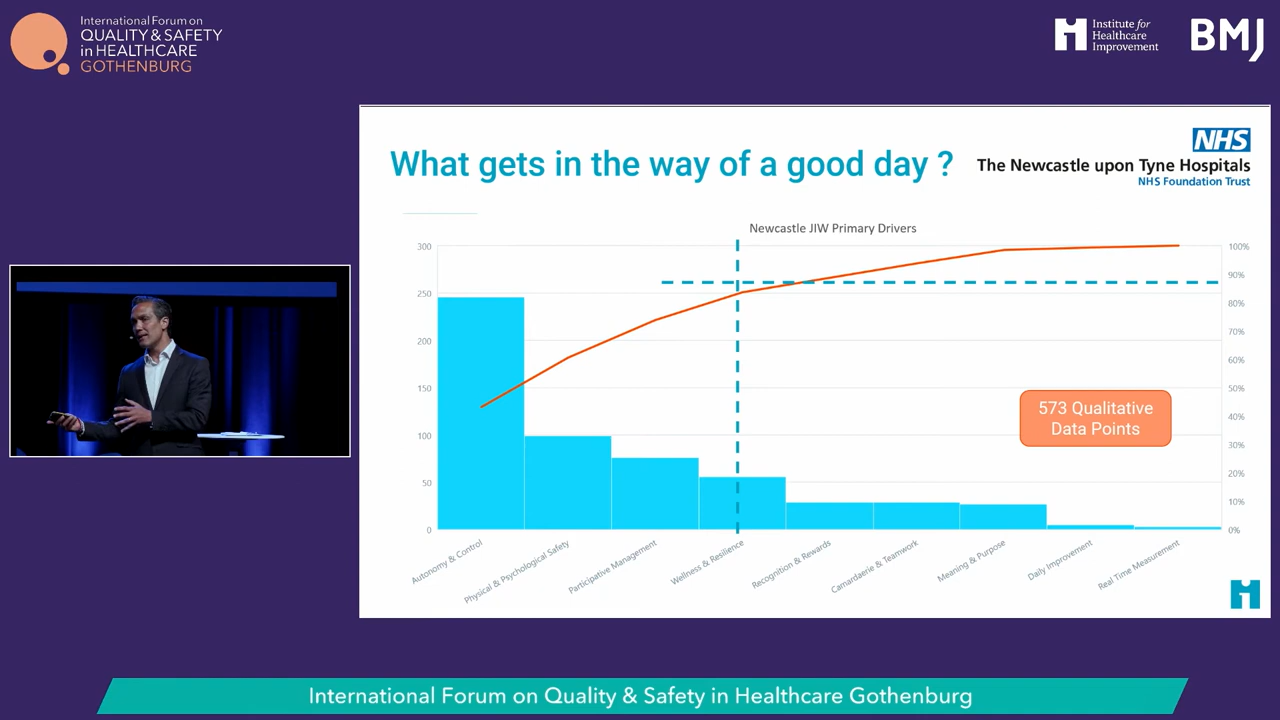 International Forum on
QUALITY & SAFETY
in HEALTHCARE
GOTHENBURG
Institute for
Healthcare
Improvement
BMJ
What gets in the way of a good day ?
NHS
The Newcastle upon Tyne Hospitals
NHS Foundation Trust
Newcastle JIW Primary Drivers
300
250
200
150
100
50
0
100%
90%
80%
70%
60%
50%
40%
30%
20%
10%
0%
573 Qualitative
Data Points
Autonomy & Control
Physical & Psychological Safety
Participative Management
Wellness & Resilience
Recognition & Rewards
Camardaerie & Teamwork
Meaning & Purpose
Daily Improvement
Real Time Measurement
International Forum on Quality & Safety in Healthcare Gothenburg